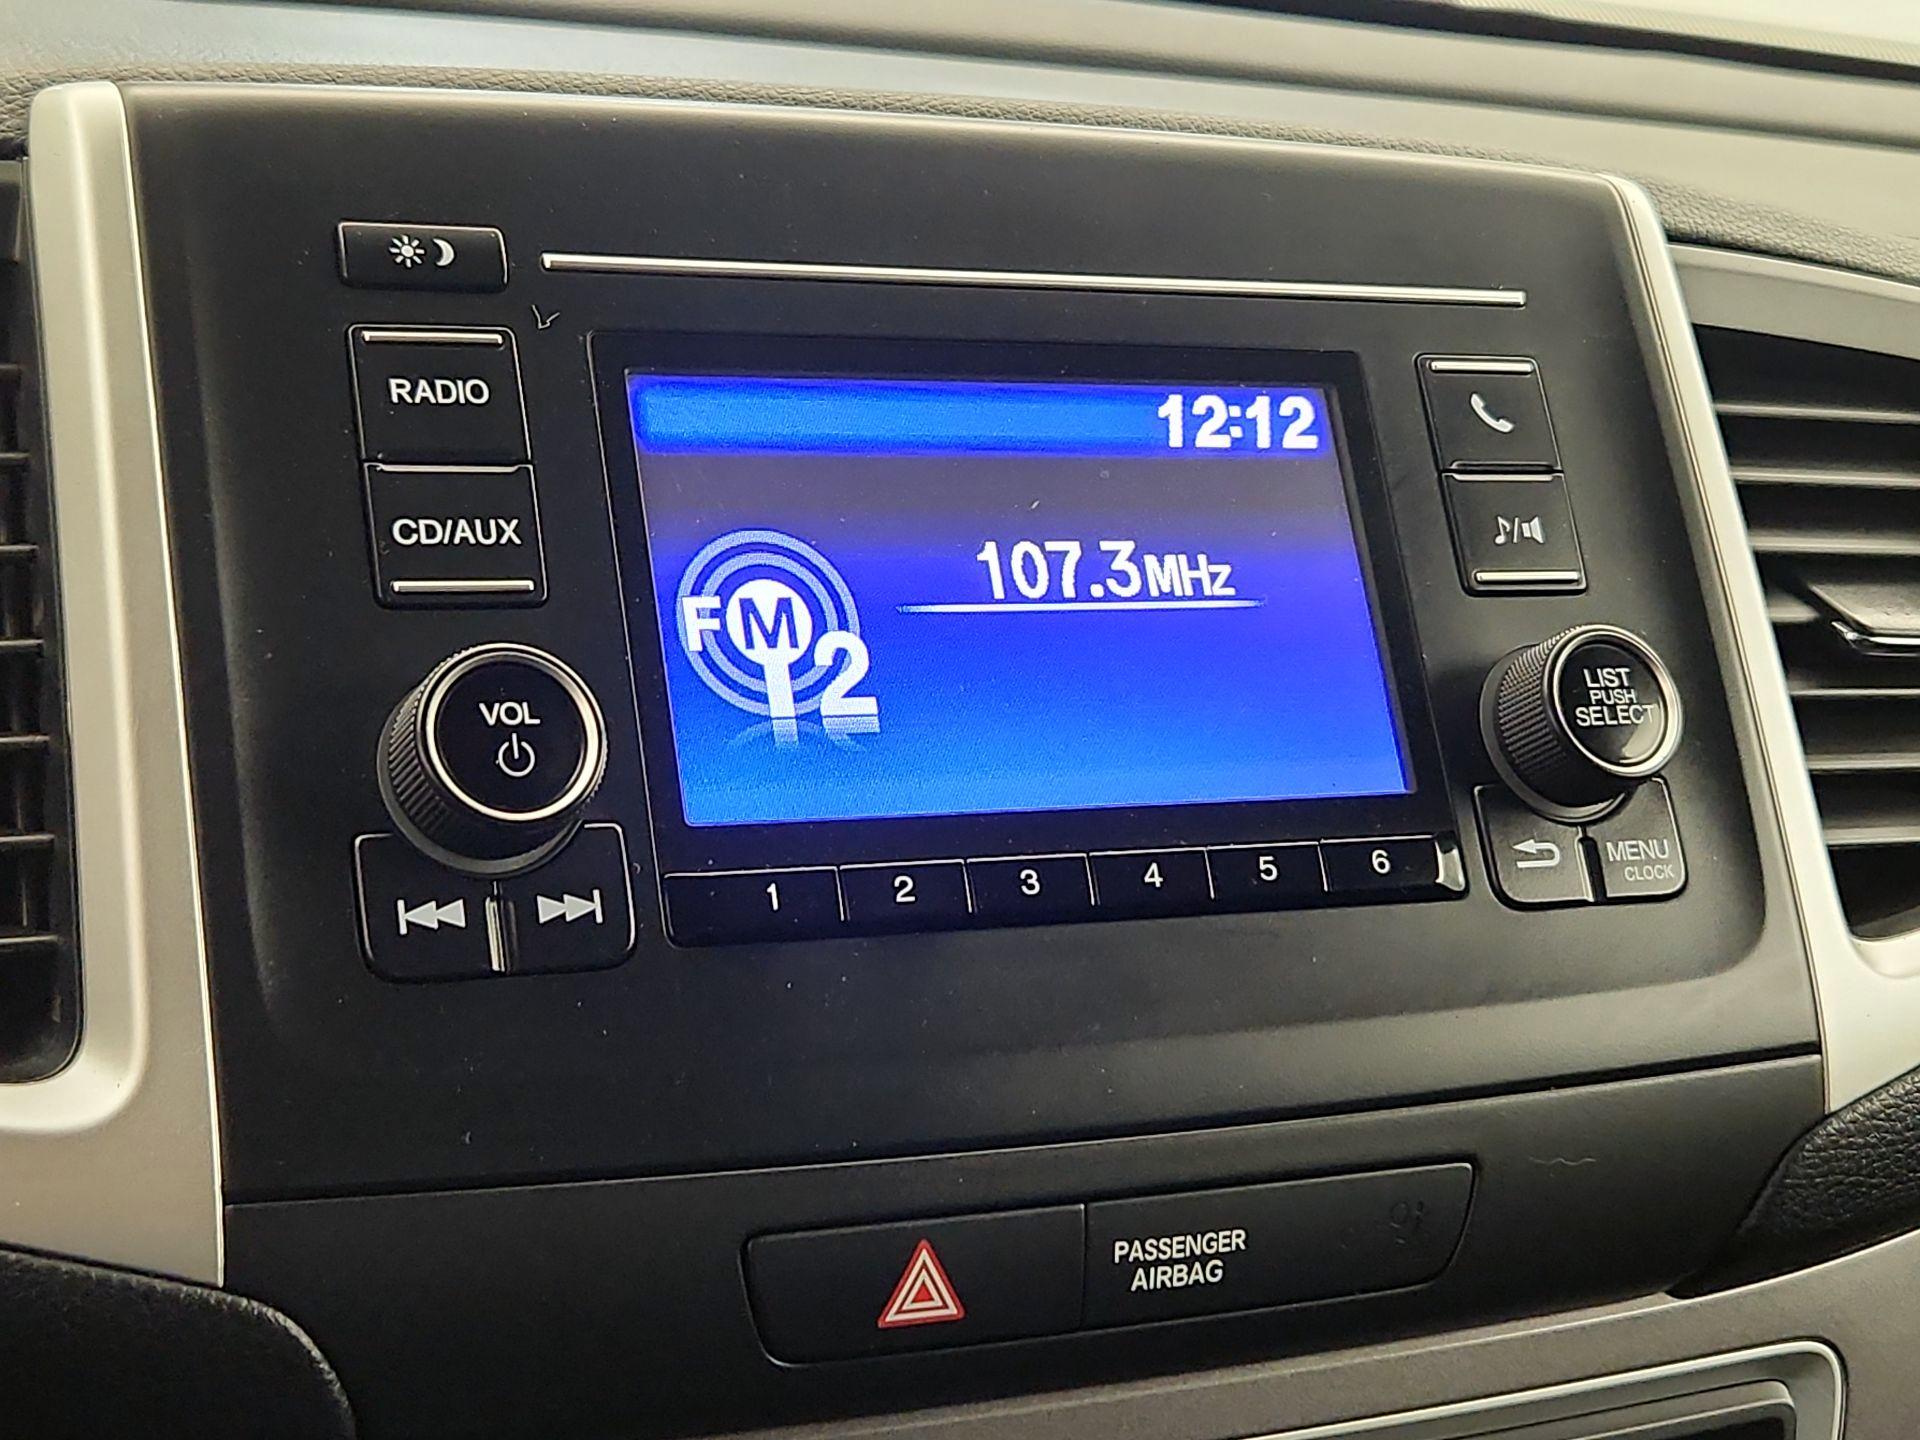 RADIO
CD/AUX
VOL
12:12
107.3MHz
FM
2
LIST
PUSH
SELECT
MENU
CLOCK
1 2 3 4 5 6
PASSENGER
AIRBAG